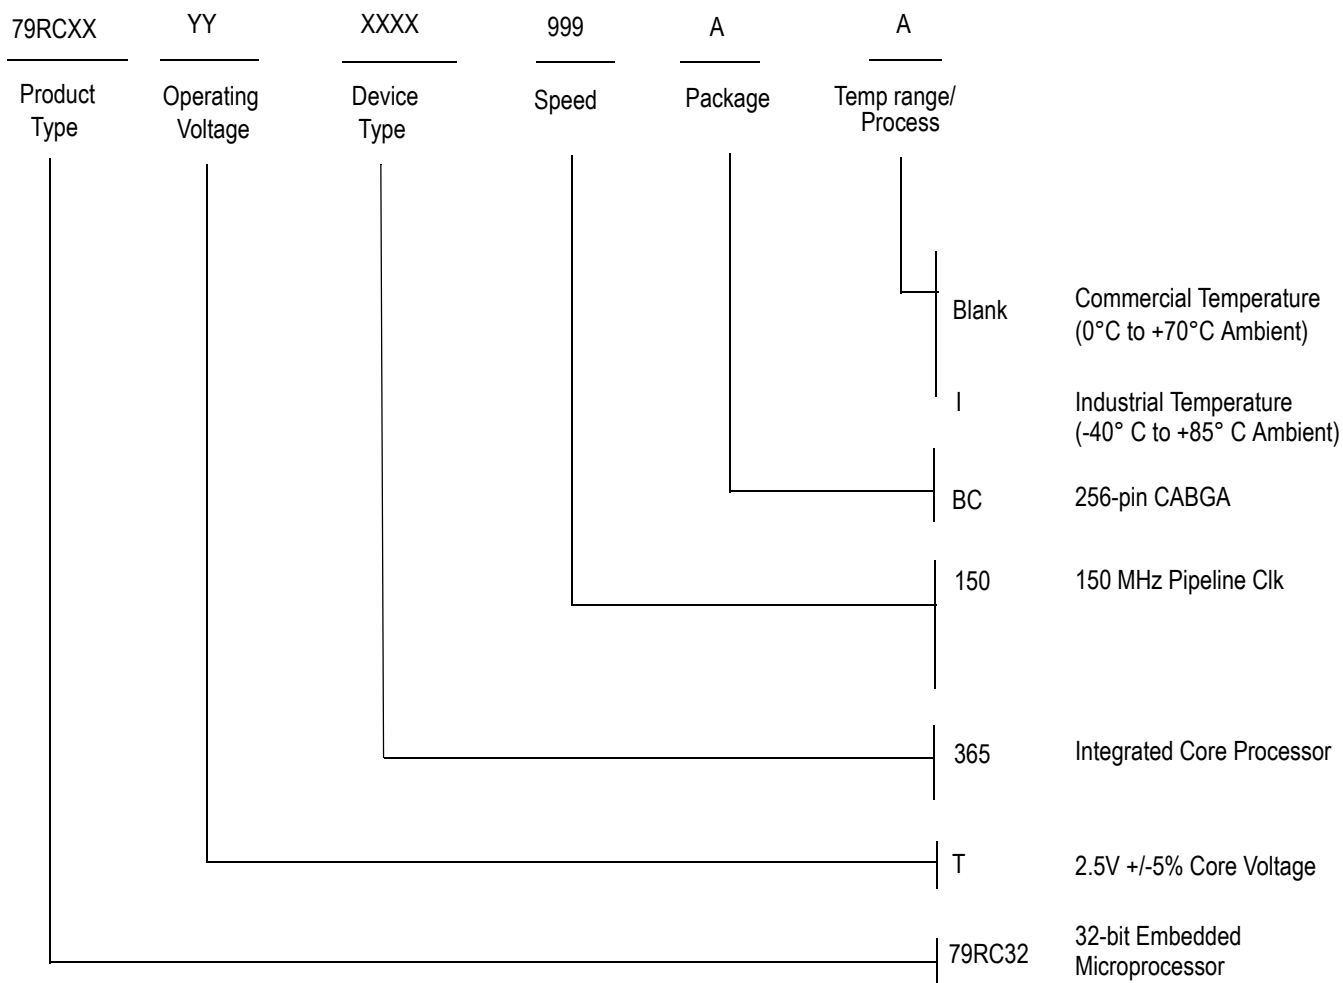 79RCXX YY XXXX 999 A A
Product Type
Operating Voltage
Device Type
Speed
Package
Temp range/
Process
Blank Commercial Temperature
(0°C to +70°C Ambient)
I Industrial Temperature
(-40° C to +85° C Ambient)
BC 256-pin CABGA
150 150 MHz Pipeline Clk
365 Integrated Core Processor
T 2.5V +/-5% Core Voltage
79RC32 32-bit Embedded
Microprocessor